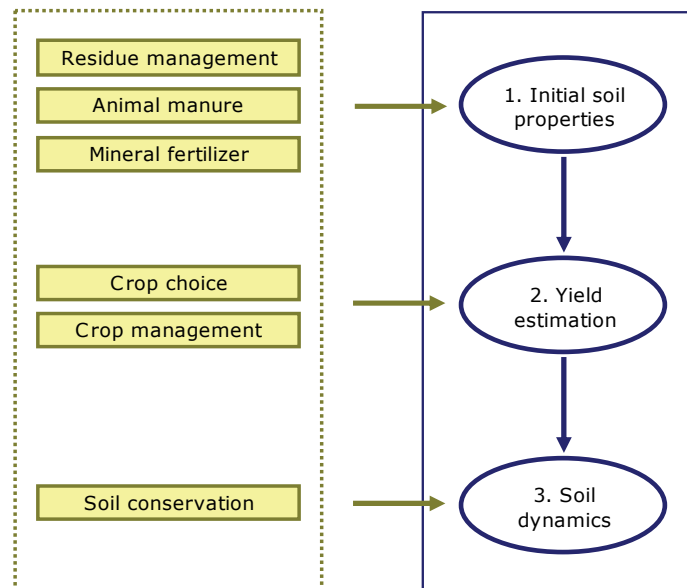 Residue management
Animal manure
Mineral fertilizer
Crop choice
Crop management
Soil conservation
1. Initial soil
properties
2. Yield
estimation
3. Soil
dynamics